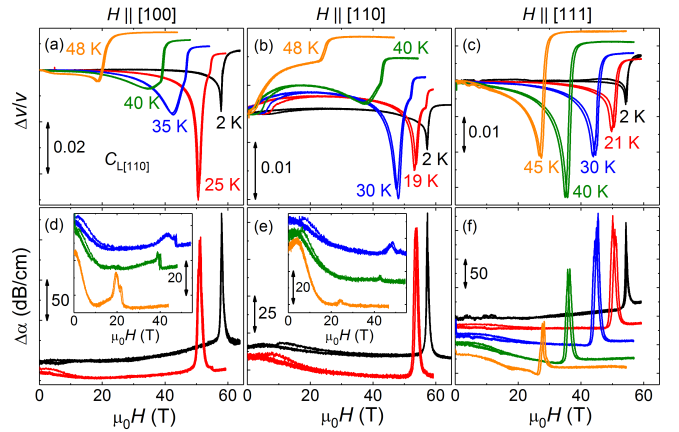 H || [100] H || [110] H || [111]
(a) 48 K 40 K 35 K 25 K 2 K 0.02 C_L[110]
(b) 48 K 40 K 30 K 19 K 2 K 0.01
(c) 45 K 40 K 30 K 21 K 2 K 0.01
Δv/v
(d) 50 20
0 20 40
μ₀H (T)
(e) 25 20
0 20 40
μ₀H (T)
(f) 50
Δα (dB/cm)
0 20 40 60 0 20 40 60 0 20 40 60
μ₀H (T) μ₀H (T) μ₀H (T)